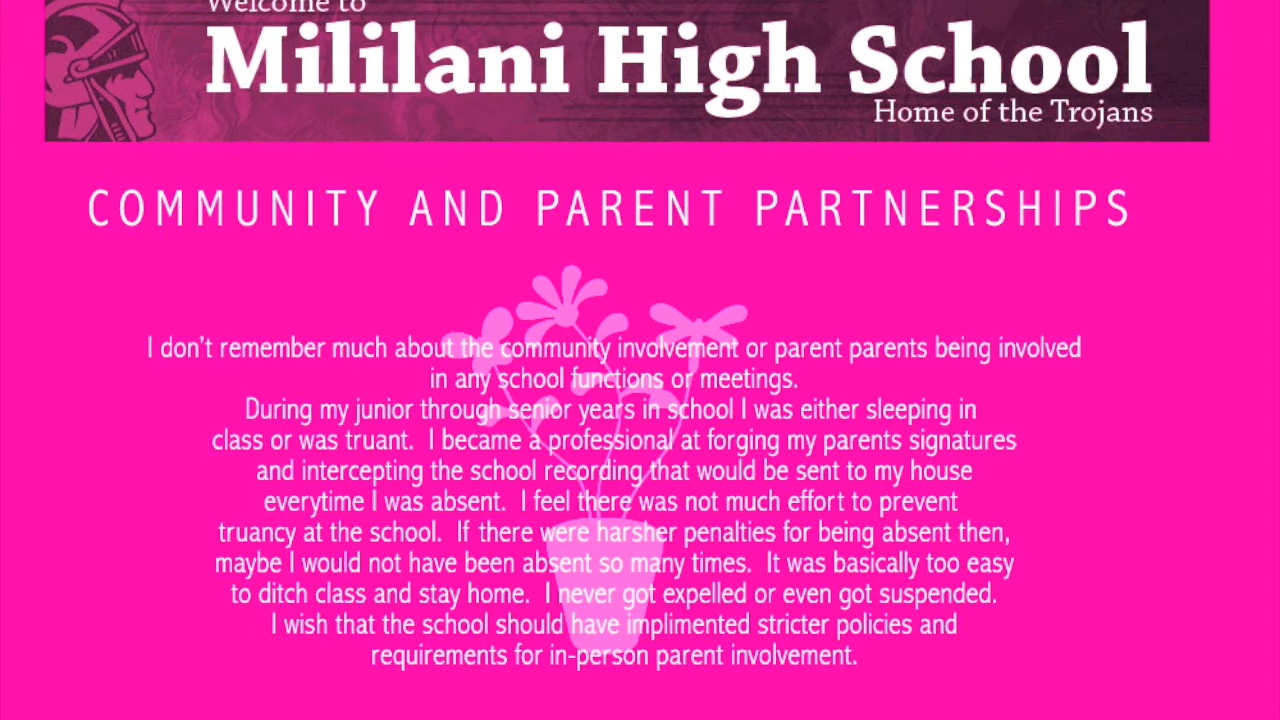 Welcome to
Mililani High School
Home of the Trojans
COMMUNITY AND PARENT PARTNERSHIPS
I don't remember much about the community involvement or parent parents being involved
in any school functions or meetings.
During my junior through senior years in school I was either sleeping in
class or was truant.  I became a professional at forging my parents signatures
and intercepting the school recording that would be sent to my house
everytime I was absent.  I feel there was not much effort to prevent
truancy at the school.  If there were harsher penalties for being absent then,
maybe I would not have been absent so many times.  It was basically too easy
to ditch class and stay home.  I never got expelled or even got suspended.
I wish that the school should have implimented stricter policies and
requirements for in-person parent involvement.